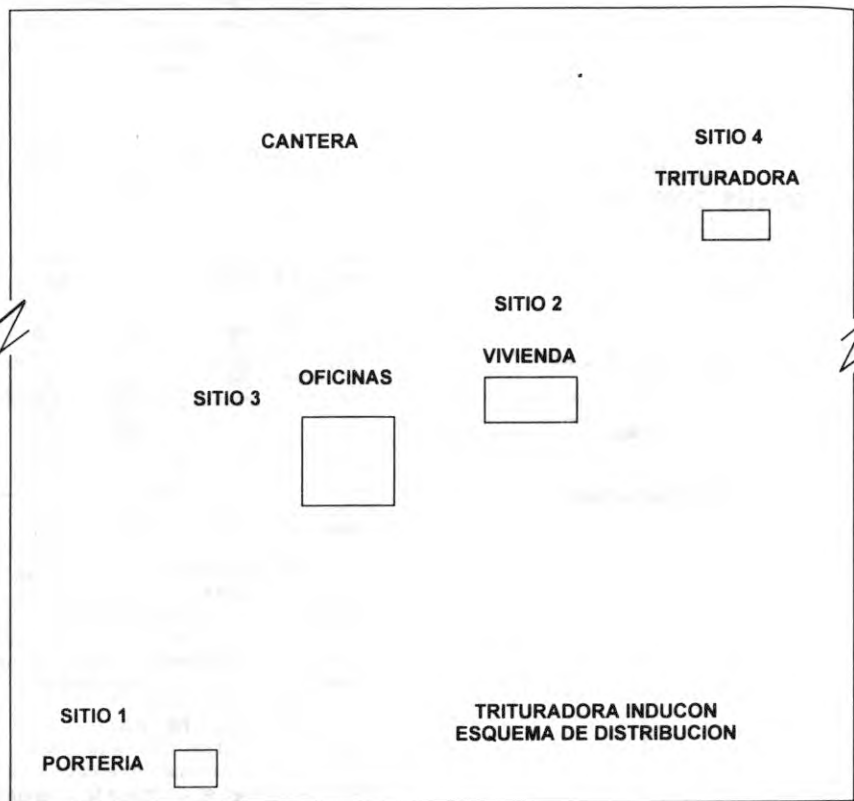 CANTERA
SITIO 4
TRITURADORA
SITIO 2
VIVIENDA
OFICINAS
SITIO 3
SITIO 1
PORTERIA
TRITURADORA INDUCON
ESQUEMA DE DISTRIBUCION